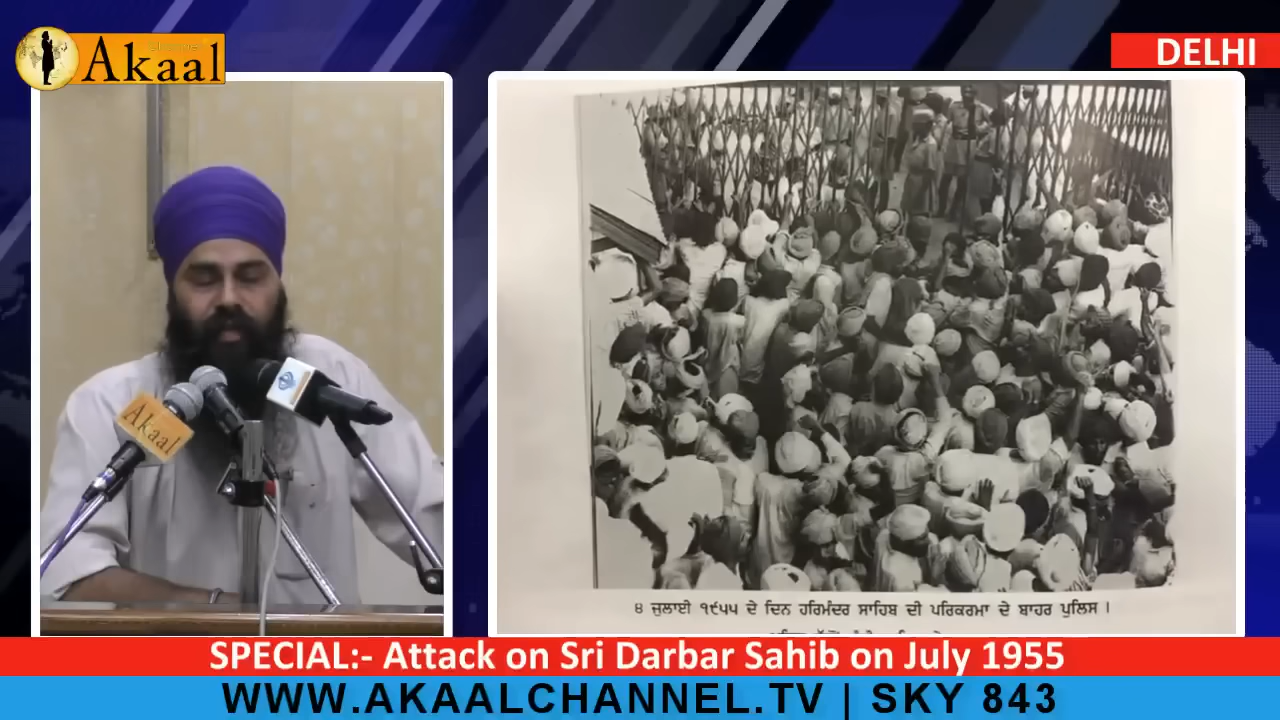 Akaal
Channel
DELHI
Akaal
੪ ਜੁਲਾਈ ੧੯੫੫ ਦੇ ਦਿਨ ਹਰਿਮੰਦਰ ਸਾਹਿਬ ਦੀ ਪਰਿਕਰਮਾ ਦੇ ਬਾਹਰ ਪੁਲਿਸ ।
SPECIAL:- Attack on Sri Darbar Sahib on July 1955
WWW.AKAALCHANNEL.TV | SKY 843